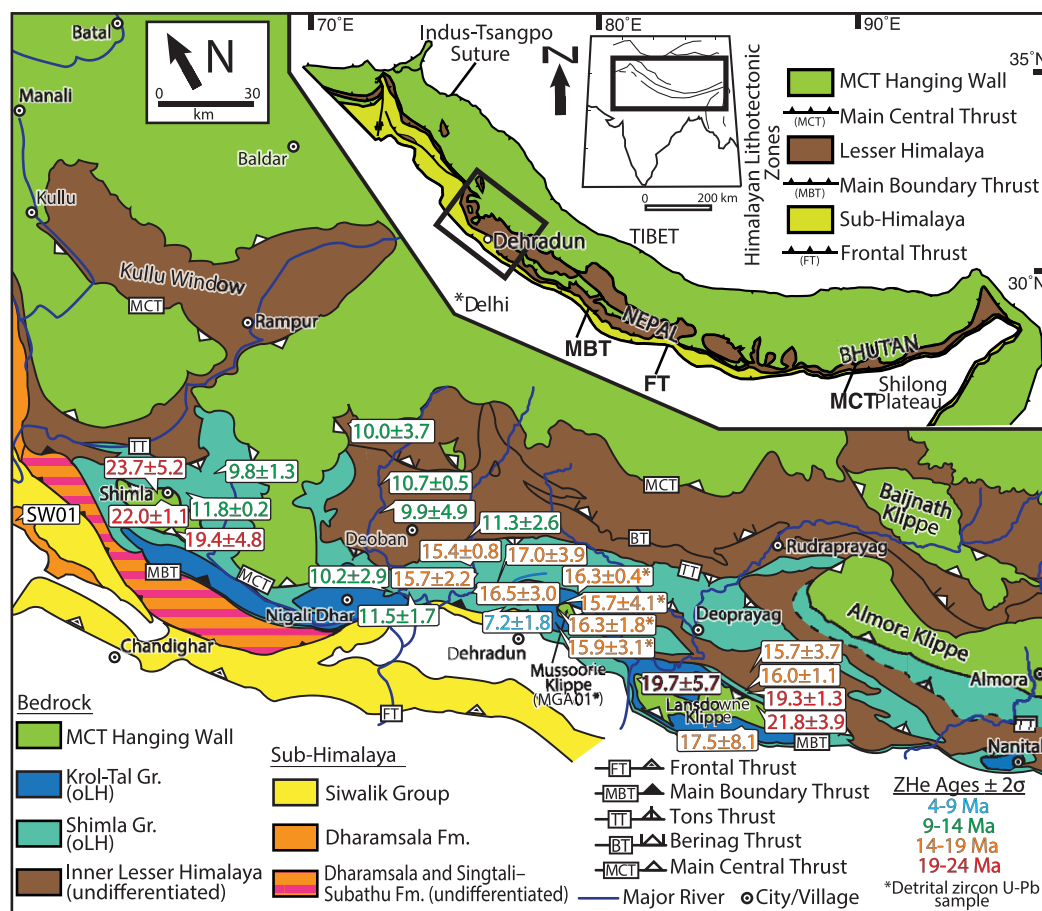 70°E
80°E
90°E
35°N
30°N
Batal
N
0 30
km
Manali
Baldar
Kullu
Kullu Window
MCT
Rampur
Indus-Tsangpo
Suture
N
0 200 km
Dehradun
TIBET
*Delhi
NEPAL
MBT
FT
BHUTAN
MCT
Shilong
Plateau
Himalayan Lithotectonic
Zones
MCT Hanging Wall
(MCT) Main Central Thrust
Lesser Himalaya
(MBT) Main Boundary Thrust
Sub-Himalaya
(FT) Frontal Thrust
TT
23.7±5.2
9.8±1.3
Shimla
22.0±1.1
11.8±0.2
19.4±4.8
SW01
MBT
MCT
10.0±3.7
10.7±0.5
9.9±4.9
11.3±2.6
Deoban
15.4±0.8
17.0±3.9
10.2±2.9
15.7±2.2
16.3±0.4*
16.5±3.0
15.7±4.1*
11.5±1.7
7.2±1.8
16.3±1.8*
15.9±3.1*
Nigali Dhar
Chandighar
Dehradun
Mussoorie
Klippe
(MGA01*)
FT
MCT
BT
TT
Rudraprayag
Baijnath
Klippe
Deoprayag
Almora Klippe
Almora
15.7±3.7
16.0±1.1
19.7±5.7
19.3±1.3
Lansdowne
Klippe
21.8±3.9
17.5±8.1
MBT
TT
Nanital
Bedrock
MCT Hanging Wall
Krol-Tal Gr.
(oLH)
Shimla Gr.
(oLH)
Inner Lesser Himalaya
(undifferentiated)
Sub-Himalaya
Siwalik Group
Dharamsala Fm.
Dharamsala and Singtali–
Subathu Fm. (undifferentiated)
FT Frontal Thrust
MBT Main Boundary Thrust
TT Tons Thrust
BT Berinag Thrust
MCT Main Central Thrust
Major River
City/Village
ZHe Ages ± 2σ
4-9 Ma
9-14 Ma
14-19 Ma
19-24 Ma
*Detrital zircon U-Pb
sample